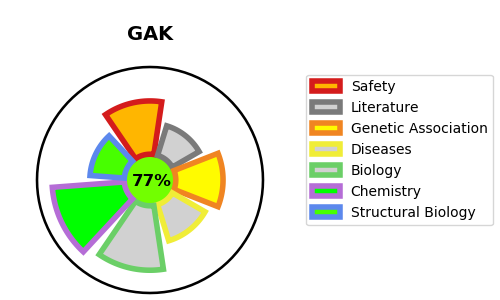 GAK
77%
Safety
Literature
Genetic Association
Diseases
Biology
Chemistry
Structural Biology